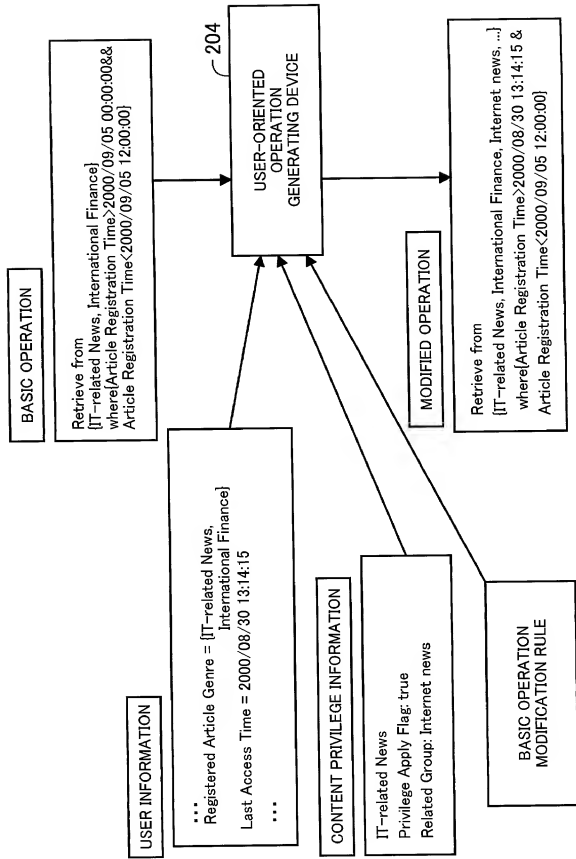 BASIC OPERATION
Retrieve from
{IT-related News, International Finance}
where{Article Registration Time>2000/09/05 00:00:00&&
Article Registration Time<2000/09/05 12:00:00}
204
USER-ORIENTED
OPERATION
GENERATING DEVICE
USER INFORMATION
...
Registered Article Genre = {IT-related News,
International Finance}
Last Access Time = 2000/08/30 13:14:15
...
CONTENT PRIVILEGE INFORMATION
IT-related News
Privilege Apply Flag: true
Related Group: Internet news
BASIC OPERATION
MODIFICATION RULE
MODIFIED OPERATION
Retrieve from
{IT-related News, International Finance, Internet news, ...}
where{Article Registration Time>2000/08/30 13:14:15 &
Article Registration Time<2000/09/05 12:00:00}